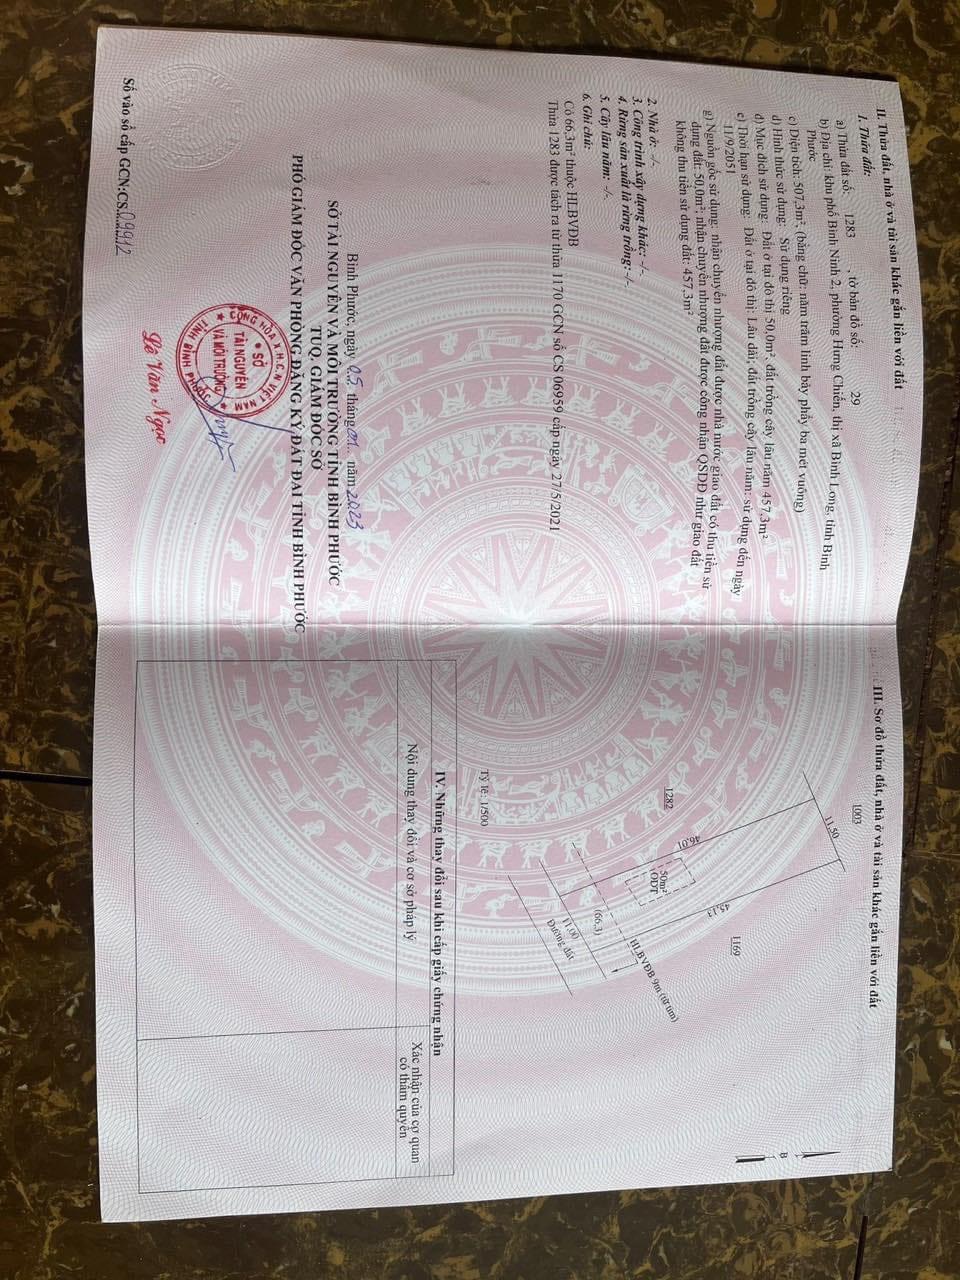 II. Thửa đất, nhà ở và tài sản khác gắn liền với đất
1. Thửa đất:
a) Thửa đất số: 1283 , tờ bản đồ số: 29
b) Địa chỉ: khu phố Bình Ninh 2, phường Hưng Chiến, thị xã Bình Long, tỉnh Bình
Phước
c) Diện tích: 507,3m², (bằng chữ: năm trăm linh bảy phẩy ba mét vuông)
d) Hình thức sử dụng: Sử dụng riêng
đ) Mục đích sử dụng: Đất ở tại đô thị 50,0m², đất trồng cây lâu năm 457,3m²
e) Thời hạn sử dụng: Đất ở tại đô thị: Lâu dài; đất trồng cây lâu năm: sử dụng đến ngày
11/9/2051
g) Nguồn gốc sử dụng: nhận chuyển nhượng đất được nhà nước giao đất có thu tiền sử
dụng đất: 50,0m²; nhận chuyển nhượng đất được công nhận QSDĐ như giao đất
không thu tiền sử dụng đất: 457,3m²
2. Nhà ở: -/-.
3. Công trình xây dựng khác: -/-.
4. Rừng sản xuất là rừng trồng:-/-.
5. Cây lâu năm: -/-.
6. Ghi chú:
Có 66,3m² thuộc HLBVĐB
Thửa 1283 được tách ra từ thửa 1170 GCN số CS 06959 cấp ngày 27/5/2021
Bình Phước, ngày 05 tháng 01 năm 2023
SỞ TÀI NGUYÊN VÀ MÔI TRƯỜNG TỈNH BÌNH PHƯỚC
TUQ. GIÁM ĐỐC SỞ
PHÓ GIÁM ĐỐC VĂN PHÒNG ĐĂNG KÝ ĐẤT ĐAI TỈNH BÌNH PHƯỚC
CỘNG HÒA X.H.C.N VIỆT NAM
SỞ
TÀI NGUYÊN
VÀ MÔI TRƯỜNG
TỈNH BÌNH PHƯỚC
Lê Văn Ngọc
Số vào sổ cấp GCN:CS.09912
III. Sơ đồ thửa đất, nhà ở và tài sản khác gắn liền với đất
1003
11.50
1282
46.01
50m²
ODT
45.13
1169
(66.3)
HLBVĐB 9m (từ tim)
11.00
Đường đất
B
Tỷ lệ: 1/500
IV. Những thay đổi sau khi cấp giấy chứng nhận
Nội dung thay đổi và cơ sở pháp lý
Xác nhận của cơ quan
có thẩm quyền